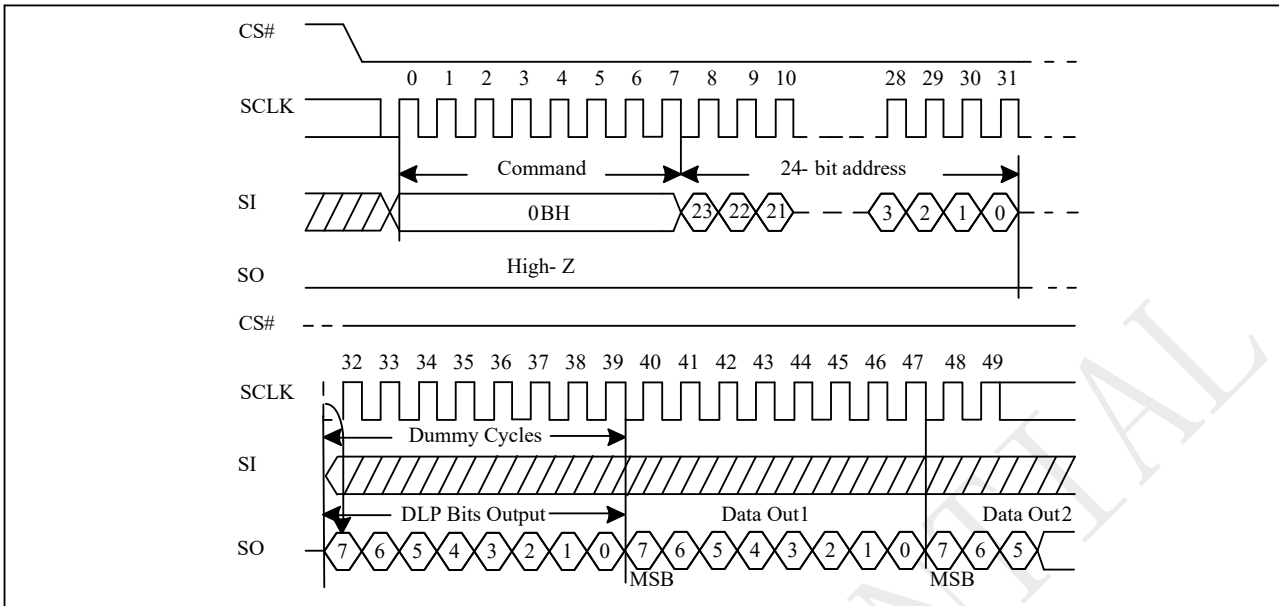 CS#
0 1 2 3 4 5 6 7 8 9 10 28 29 30 31
SCLK
Command 24- bit address
SI
0BH 23 22 21 3 2 1 0
High- Z
SO
CS#
32 33 34 35 36 37 38 39 40 41 42 43 44 45 46 47 48 49
SCLK
Dummy Cycles
SI
DLP Bits Output Data Out1 Data Out2
SO 7 6 5 4 3 2 1 0 7 6 5 4 3 2 1 0 7 6 5
MSB MSB
NTIAL